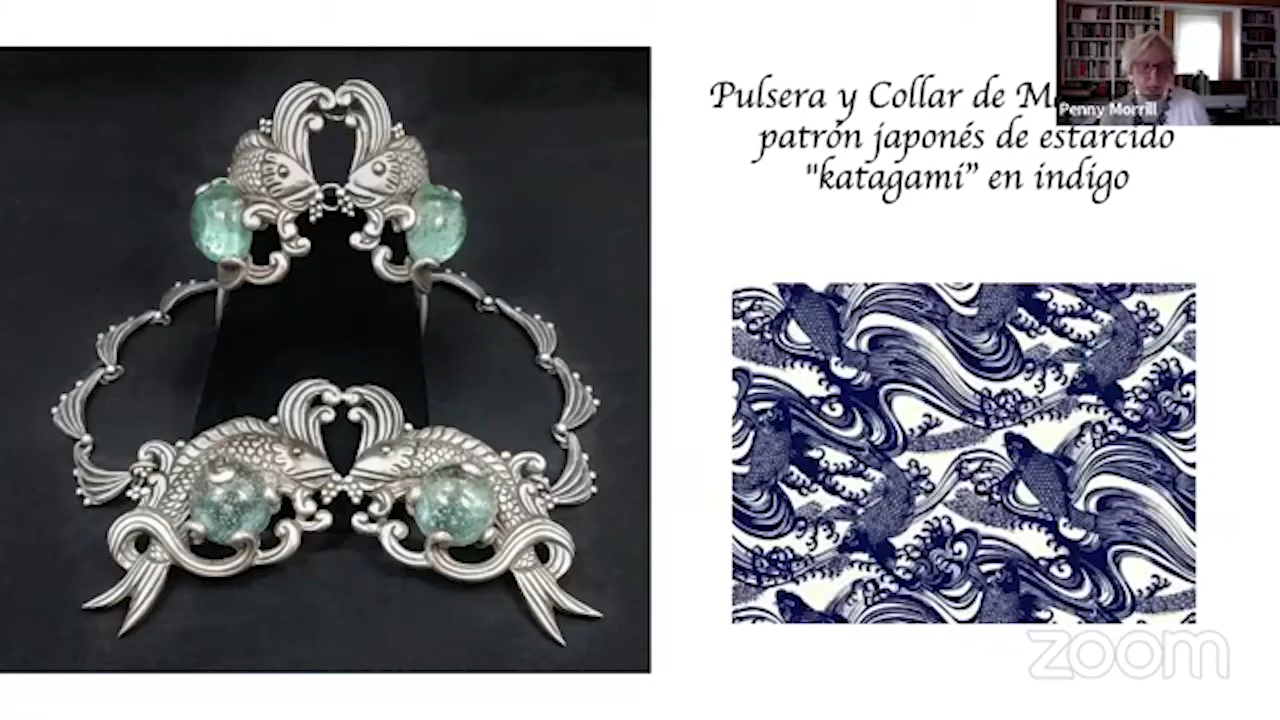 Pulsera y Collar de
patrón japonés de estarcido
"katagami" en indigo
Penny Morrill
zoom